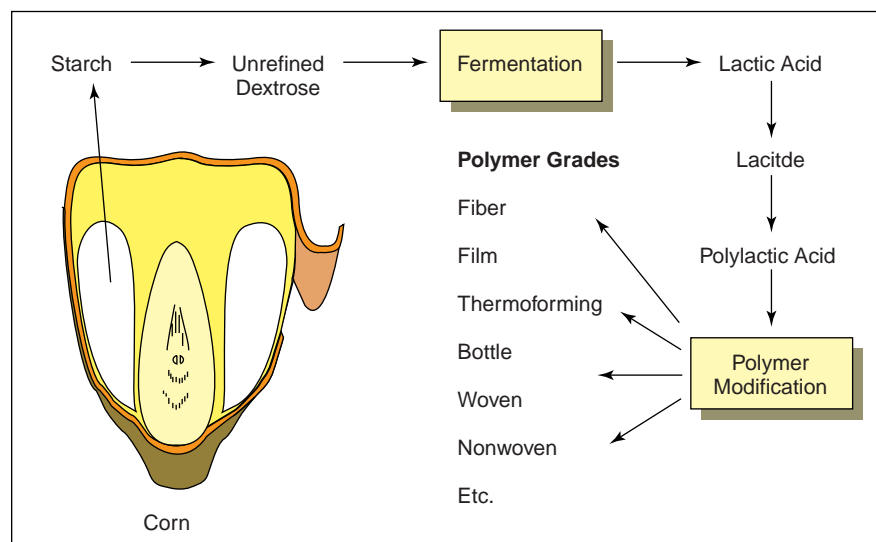 Starch
Unrefined
Dextrose
Fermentation
Lactic Acid
Lacitde
Polylactic Acid
Polymer
Modification
Polymer Grades
Fiber
Film
Thermoforming
Bottle
Woven
Nonwoven
Etc.
Corn